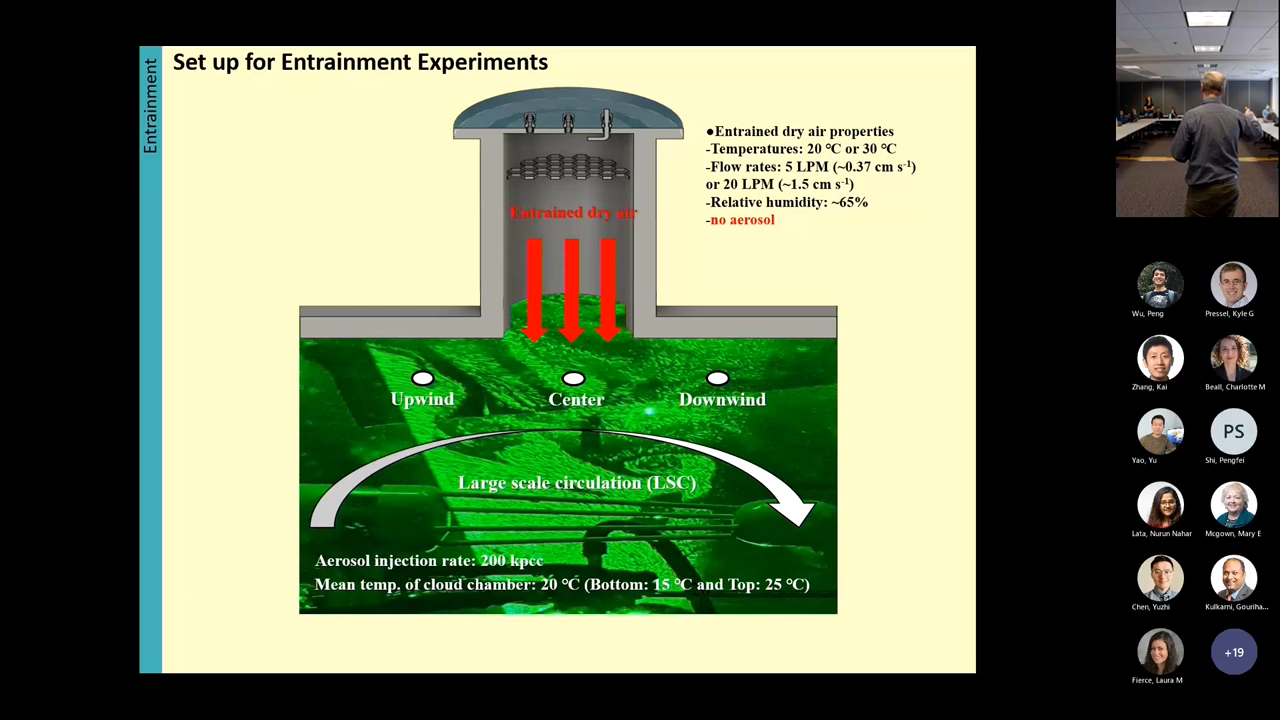 Entrainment
Set up for Entrainment Experiments
●Entrained dry air properties
-Temperatures: 20 ℃ or 30 ℃
-Flow rates: 5 LPM (~0.37 cm s⁻¹)
or 20 LPM (~1.5 cm s⁻¹)
-Relative humidity: ~65%
-no aerosol
Entrained dry air
Upwind
Center
Downwind
Large scale circulation (LSC)
Aerosol injection rate: 200 kpcc
Mean temp. of cloud chamber: 20 ℃ (Bottom: 15 ℃ and Top: 25 ℃)
Wu, Peng
Pressel, Kyle G
Zhang, Kai
Beall, Charlotte M
Yao, Yu
PS
Shi, Pengfei
Lata, Nurun Nahar
Mcgown, Mary E
Chen, Yuzhi
Kulkarni, Gouriha...
Fierce, Laura M
+19